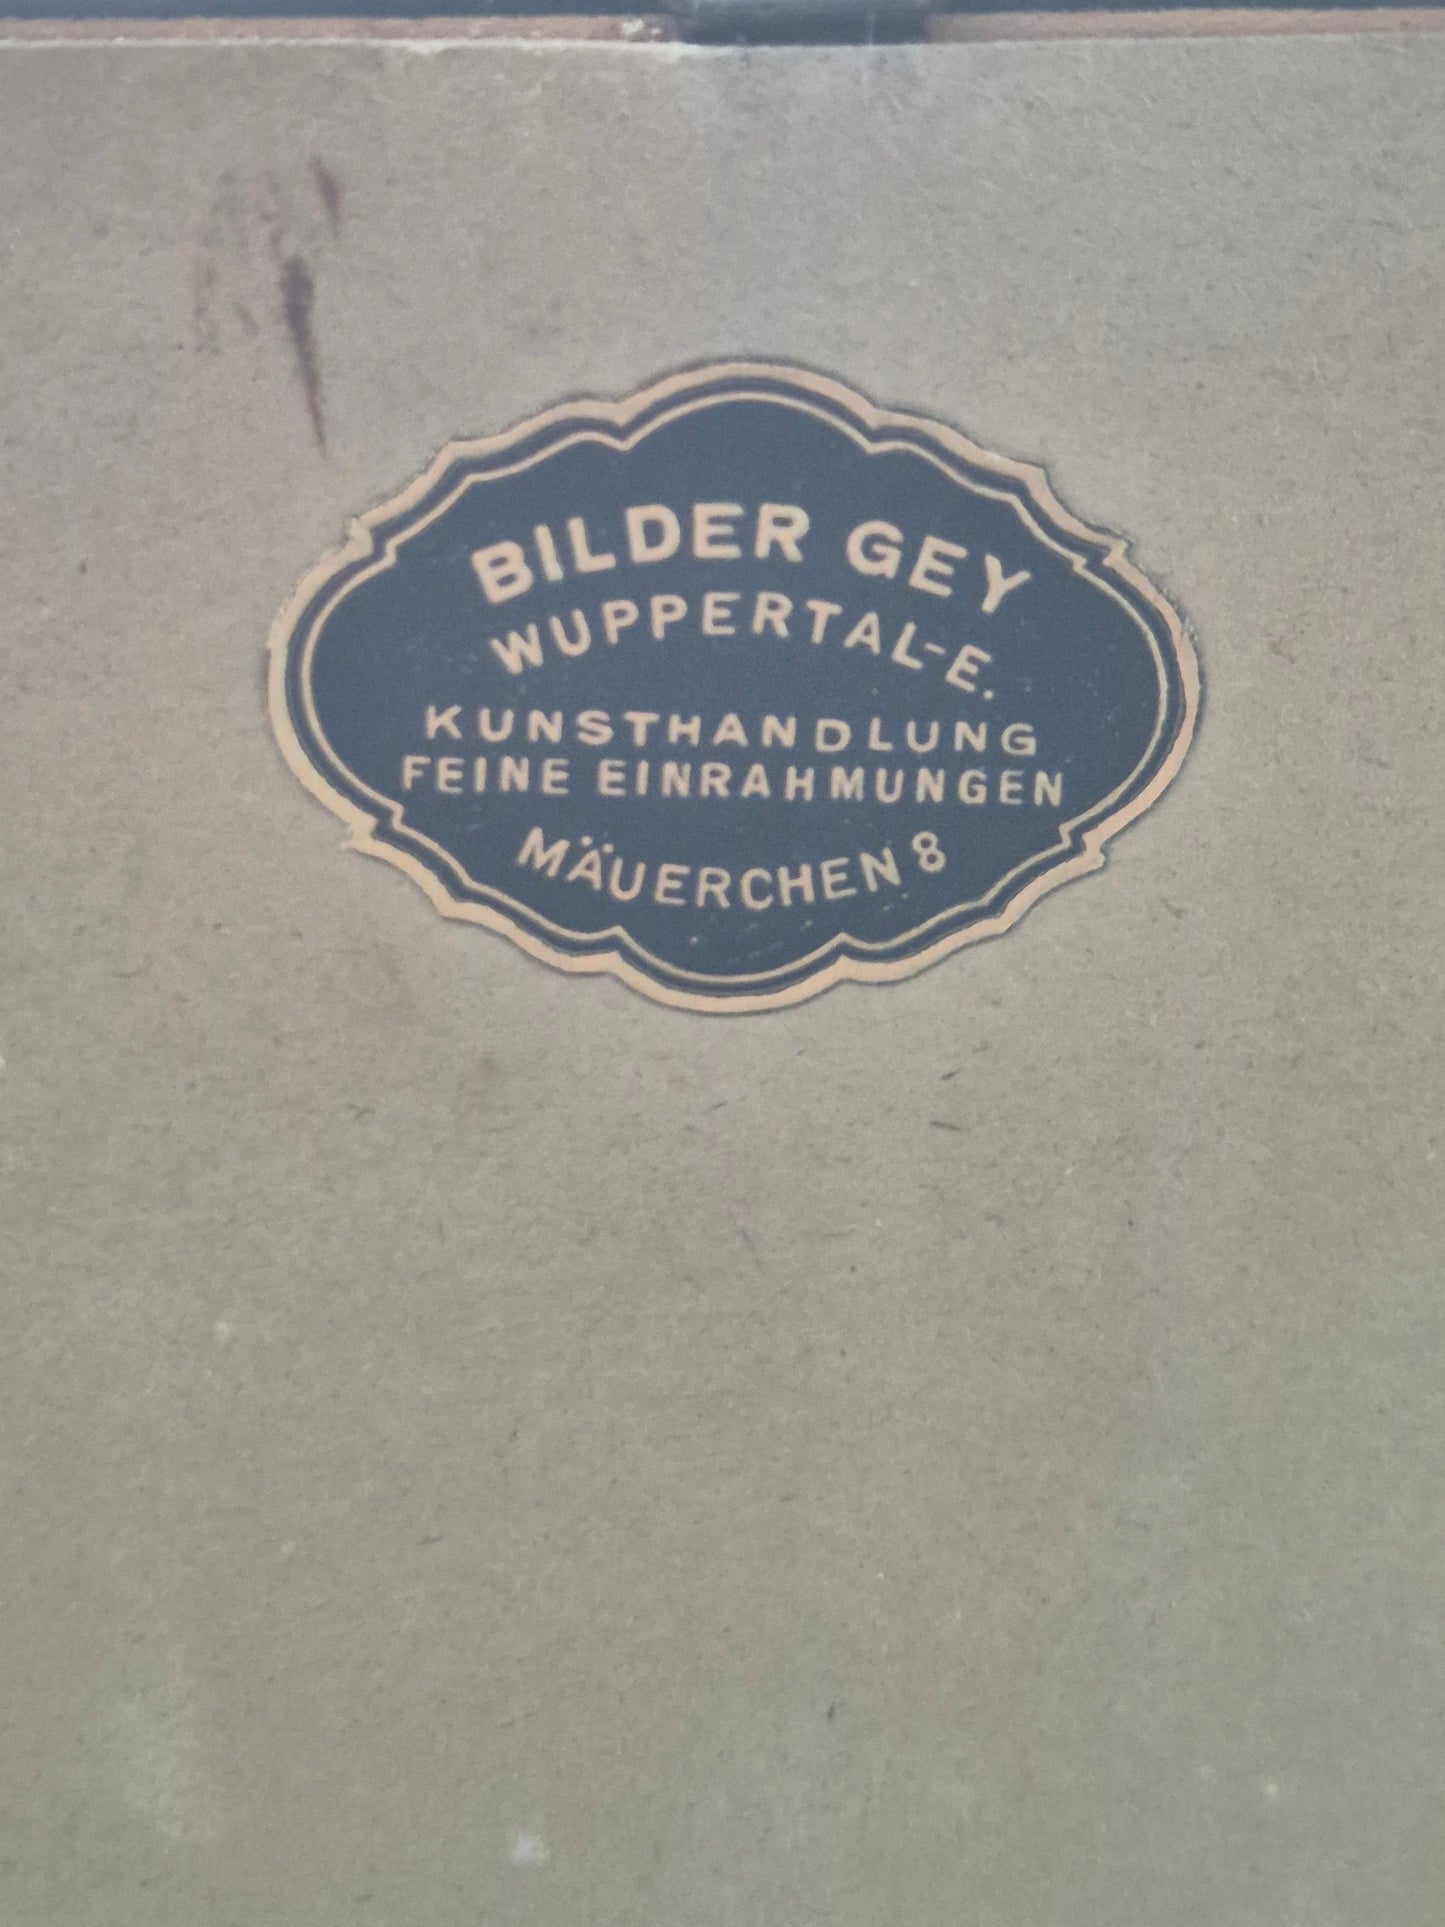 BILDER GEY
WUPPERTAL-E.
KUNSTHANDLUNG
FEINE EINRAHMUNGEN
MÄUERCHEN 8